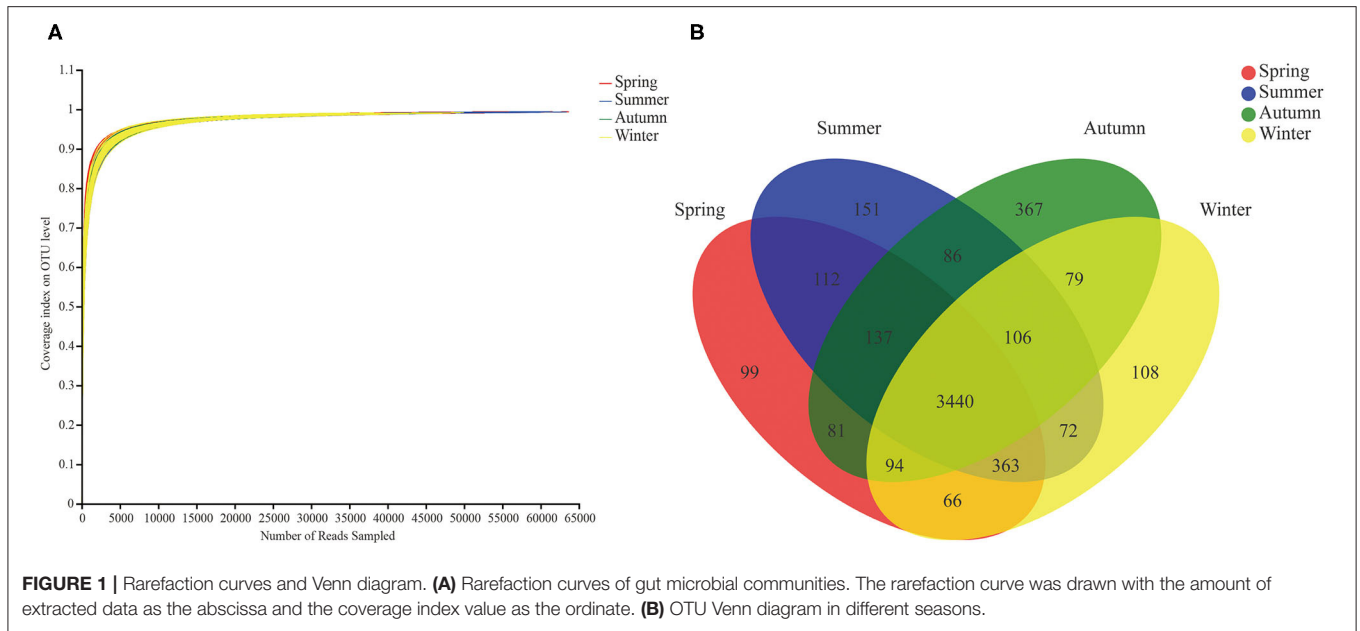 A
B
1.1
1
0.9
0.8
0.7
0.6
0.5
0.4
0.3
0.2
0.1
0
Coverage index on OTU level
0 5000 10000 15000 20000 25000 30000 35000 40000 45000 50000 55000 60000 65000
Number of Reads Sampled
Spring
Summer
Autumn
Winter
Spring
Summer
Autumn
Winter
Summer
Autumn
Spring
Winter
151
367
86
112
79
137
106
99
108
3440
81
72
94
363
66
FIGURE 1 | Rarefaction curves and Venn diagram. (A) Rarefaction curves of gut microbial communities. The rarefaction curve was drawn with the amount of
extracted data as the abscissa and the coverage index value as the ordinate. (B) OTU Venn diagram in different seasons.